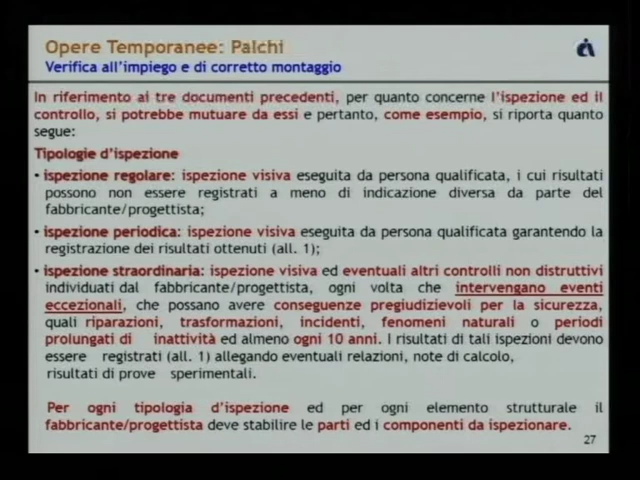 Opere Temporanee: Palchi
Verifica all'impiego e di corretto montaggio
In riferimento ai tre documenti precedenti, per quanto concerne l'ispezione ed il
controllo, si potrebbe mutuare da essi e pertanto, come esempio, si riporta quanto
segue:
Tipologie d'ispezione
• ispezione regolare: ispezione visiva eseguita da persona qualificata, i cui risultati
possono non essere registrati a meno di indicazione diversa da parte del
fabbricante/progettista;
• ispezione periodica: ispezione visiva eseguita da persona qualificata garantendo la
registrazione dei risultati ottenuti (all. 1);
• ispezione straordinaria: ispezione visiva ed eventuali altri controlli non distruttivi
individuati dal fabbricante/progettista, ogni volta che intervengano eventi
eccezionali, che possano avere conseguenze pregiudizievoli per la sicurezza,
quali riparazioni, trasformazioni, incidenti, fenomeni naturali o periodi
prolungati di inattività ed almeno ogni 10 anni. I risultati di tali ispezioni devono
essere registrati (all. 1) allegando eventuali relazioni, note di calcolo,
risultati di prove sperimentali.
Per ogni tipologia d'ispezione ed per ogni elemento strutturale il
fabbricante/progettista deve stabilire le parti ed i componenti da ispezionare.
27